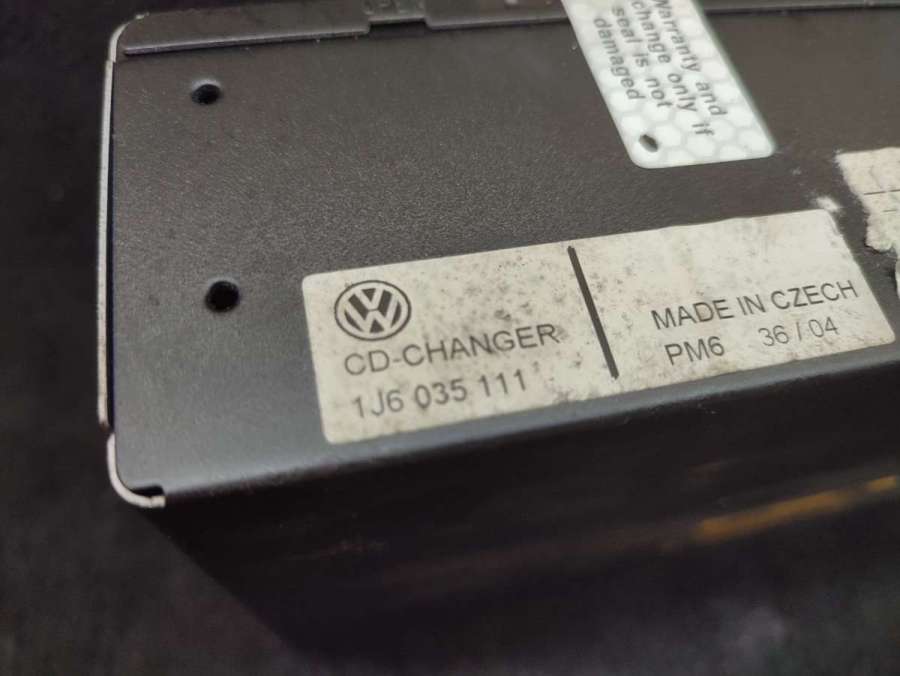 Warranty and
change only if
seal is not
damaged
CD-CHANGER
1J6 035 111
MADE IN CZECH
PM6 36/04